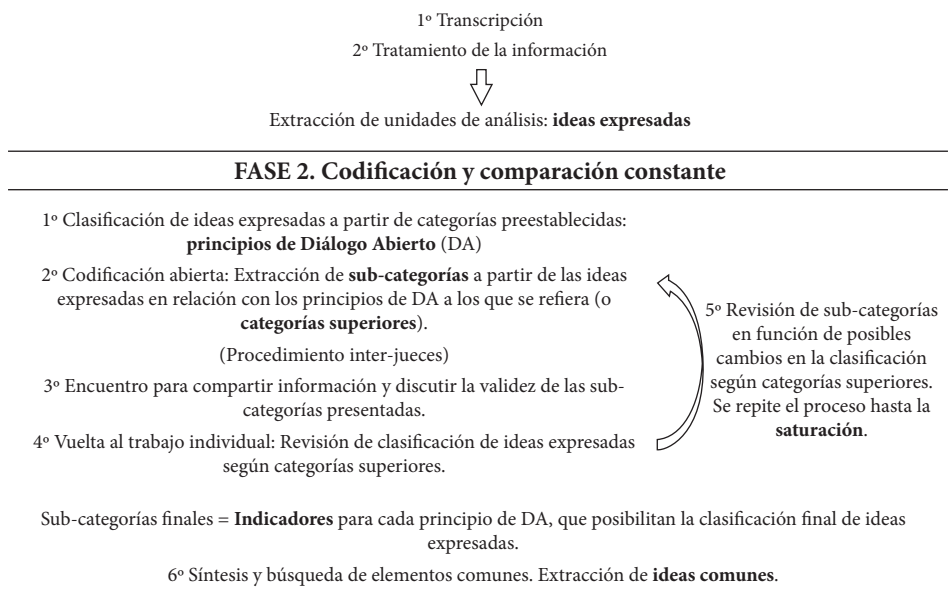 1º Transcripción
2º Tratamiento de la información
Extracción de unidades de análisis: ideas expresadas
FASE 2. Codificación y comparación constante
1º Clasificación de ideas expresadas a partir de categorías preestablecidas:
principios de Diálogo Abierto (DA)
2º Codificación abierta: Extracción de sub-categorías a partir de las ideas
expresadas en relación con los principios de DA a los que se refiera (o
categorías superiores).
(Procedimiento inter-jueces)
3º Encuentro para compartir información y discutir la validez de las sub-
categorías presentadas.
4º Vuelta al trabajo individual: Revisión de clasificación de ideas expresadas
según categorías superiores.
5º Revisión de sub-categorías
en función de posibles
cambios en la clasificación
según categorías superiores.
Se repite el proceso hasta la
saturación.
Sub-categorías finales = Indicadores para cada principio de DA, que posibilitan la clasificación final de ideas
expresadas.
6º Síntesis y búsqueda de elementos comunes. Extracción de ideas comunes.